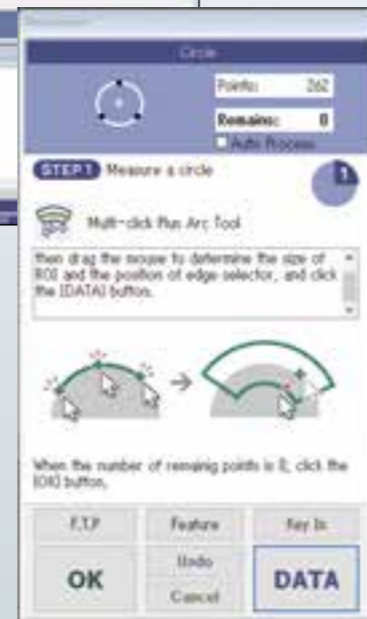 Circle
Points: 262
Remains: 0
Auto Process
STEP 1 Measure a circle
1
Multi-click Plus Arc Tool
then drag the mouse to determine the size of
ROI and the position of edge selector, and click
the [DATA] button.
When the number of remainig points is 0, click the
[OK] button.
F.T.P
Feature
Key In
OK
Undo
Cancel
DATA